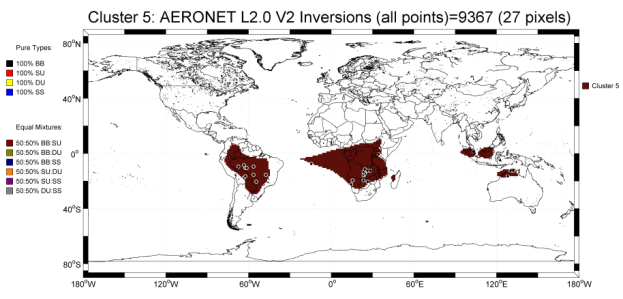 Cluster 5: AERONET L2.0 V2 Inversions (all points)=9367 (27 pixels)
Pure Types:
100% BB
100% SU
100% DU
100% SS
Equal Mixtures:
50:50% BB:SU
50:50% BB:DU
50:50% BB:SS
50:50% SU:DU
50:50% SU:SS
50:50% DU:SS
80°N
40°N
0°
40°S
80°S
180°W
120°W
60°W
0°
60°E
120°E
180°W
Cluster 5